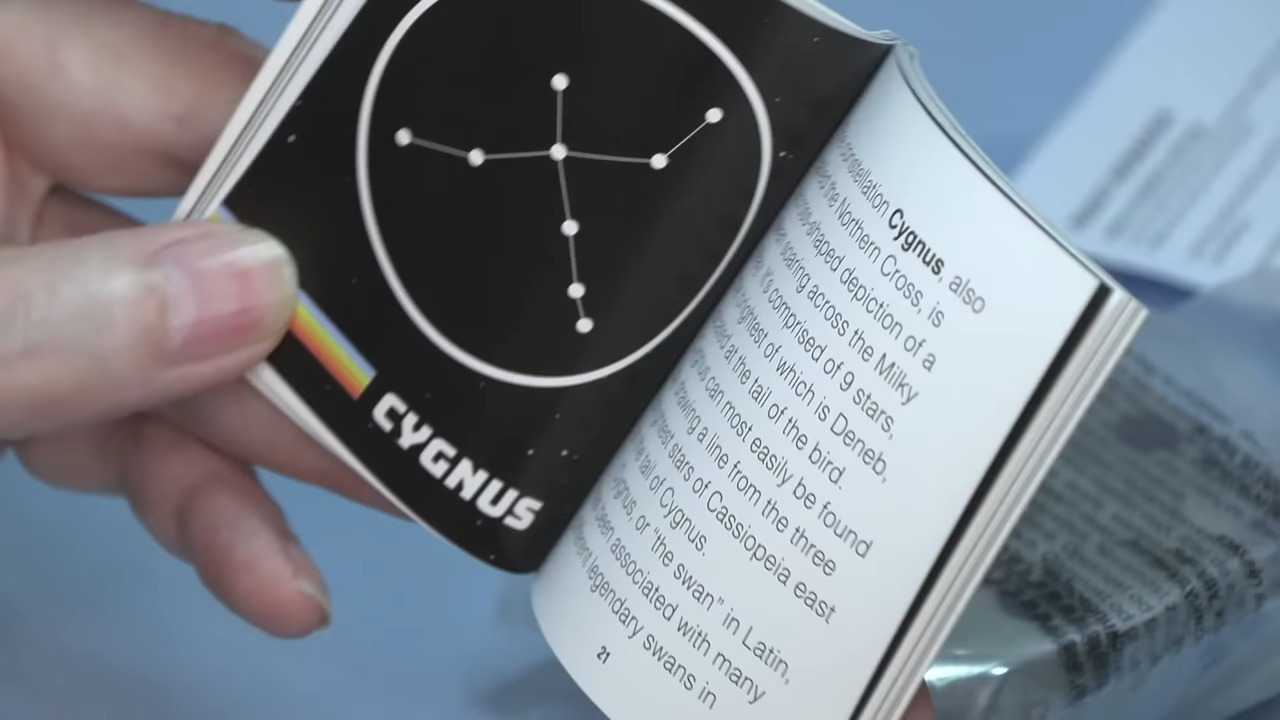 CYGNUS
constellation Cygnus, also
the Northern Cross, is
-shaped depiction of a
soaring across the Milky
comprised of 9 stars,
of which is Deneb,
at the tail of the bird.
can most easily be found
a line from the three
stars of Cassiopeia east
tail of Cygnus.
or "the swan" in Latin,
been associated with many
legendary swans in
21